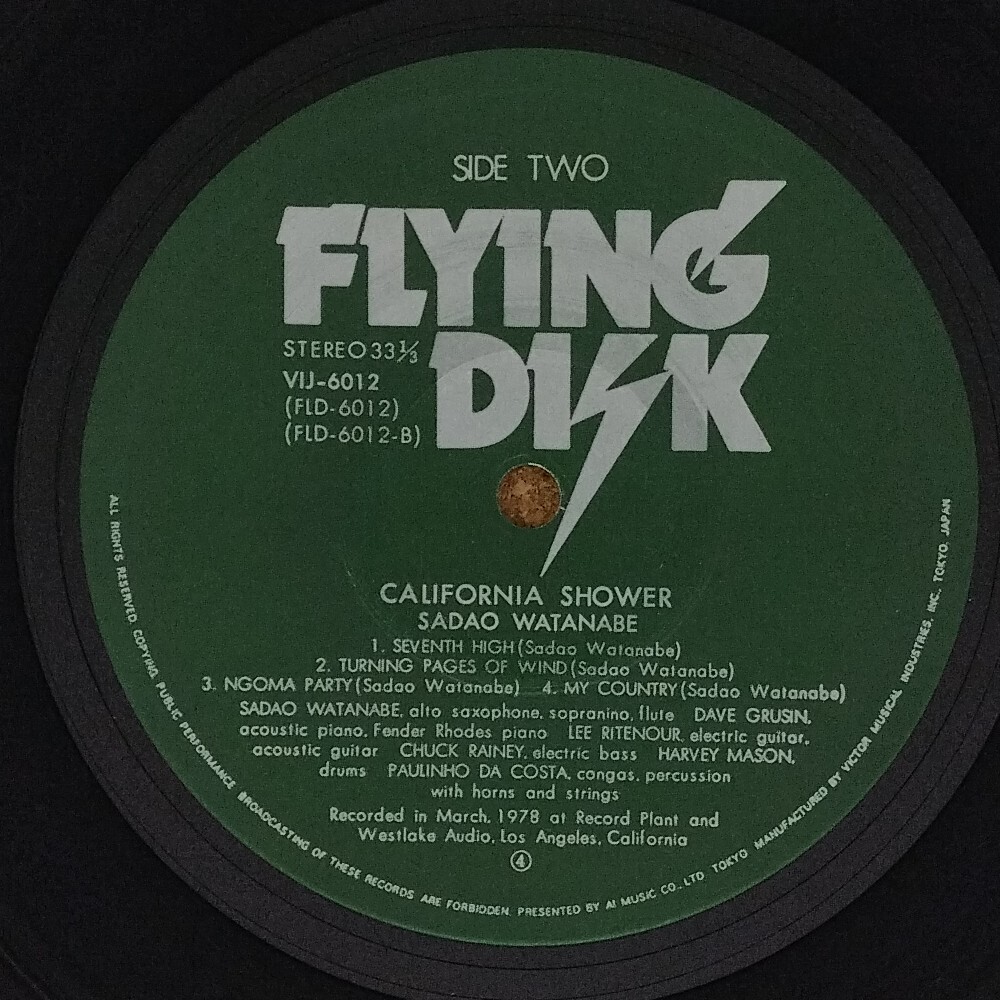 SIDE TWO
FLYING
DISK
STEREO 33⅓
VIJ-6012
(FLD-6012)
(FLD-6012-B)
CALIFORNIA SHOWER
SADAO WATANABE
1. SEVENTH HIGH (Sadao Watanabe)
2. TURNING PAGES OF WIND (Sadao Watanabe)
3. NGOMA PARTY (Sadao Watanabe) 4. MY COUNTRY (Sadao Watanabe)
SADAO WATANABE, alto saxophone, sopranino, flute DAVE GRUSIN,
acoustic piano, Fender Rhodes piano LEE RITENOUR, electric guitar,
acoustic guitar CHUCK RAINEY, electric bass HARVEY MASON,
drums PAULINHO DA COSTA, congas, percussion
with horns and strings
Recorded in March, 1978 at Record Plant and
Westlake Audio, Los Angeles, California
④
ALL RIGHTS RESERVED. COPYING, PUBLIC PERFORMANCE BROADCASTING OF THESE RECORDS ARE FORBIDDEN. PRESENTED BY AI MUSIC CO., LTD TOKYO MANUFACTURED BY VICTOR MUSICAL INDUSTRIES, INC., TOKYO, JAPAN